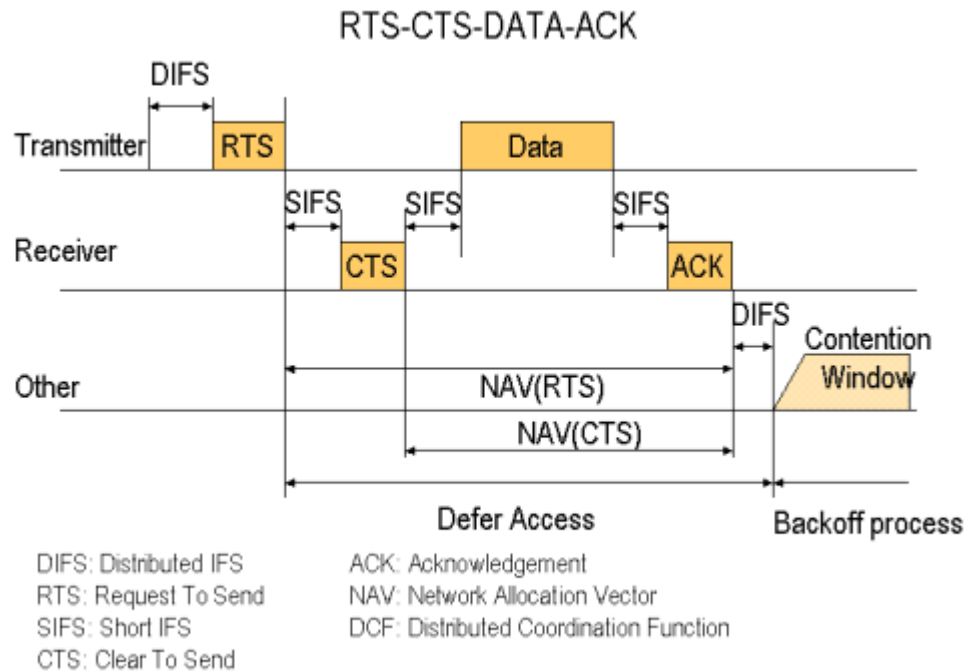 RTS-CTS-DATA-ACK
DIFS
Transmitter
RTS
Data
SIFS
SIFS
SIFS
Receiver
CTS
ACK
DIFS
Contention
Window
Other
NAV(RTS)
NAV(CTS)
Defer Access
Backoff process
DIFS: Distributed IFS
RTS: Request To Send
SIFS: Short IFS
CTS: Clear To Send
ACK: Acknowledgement
NAV: Network Allocation Vector
DCF: Distributed Coordination Function